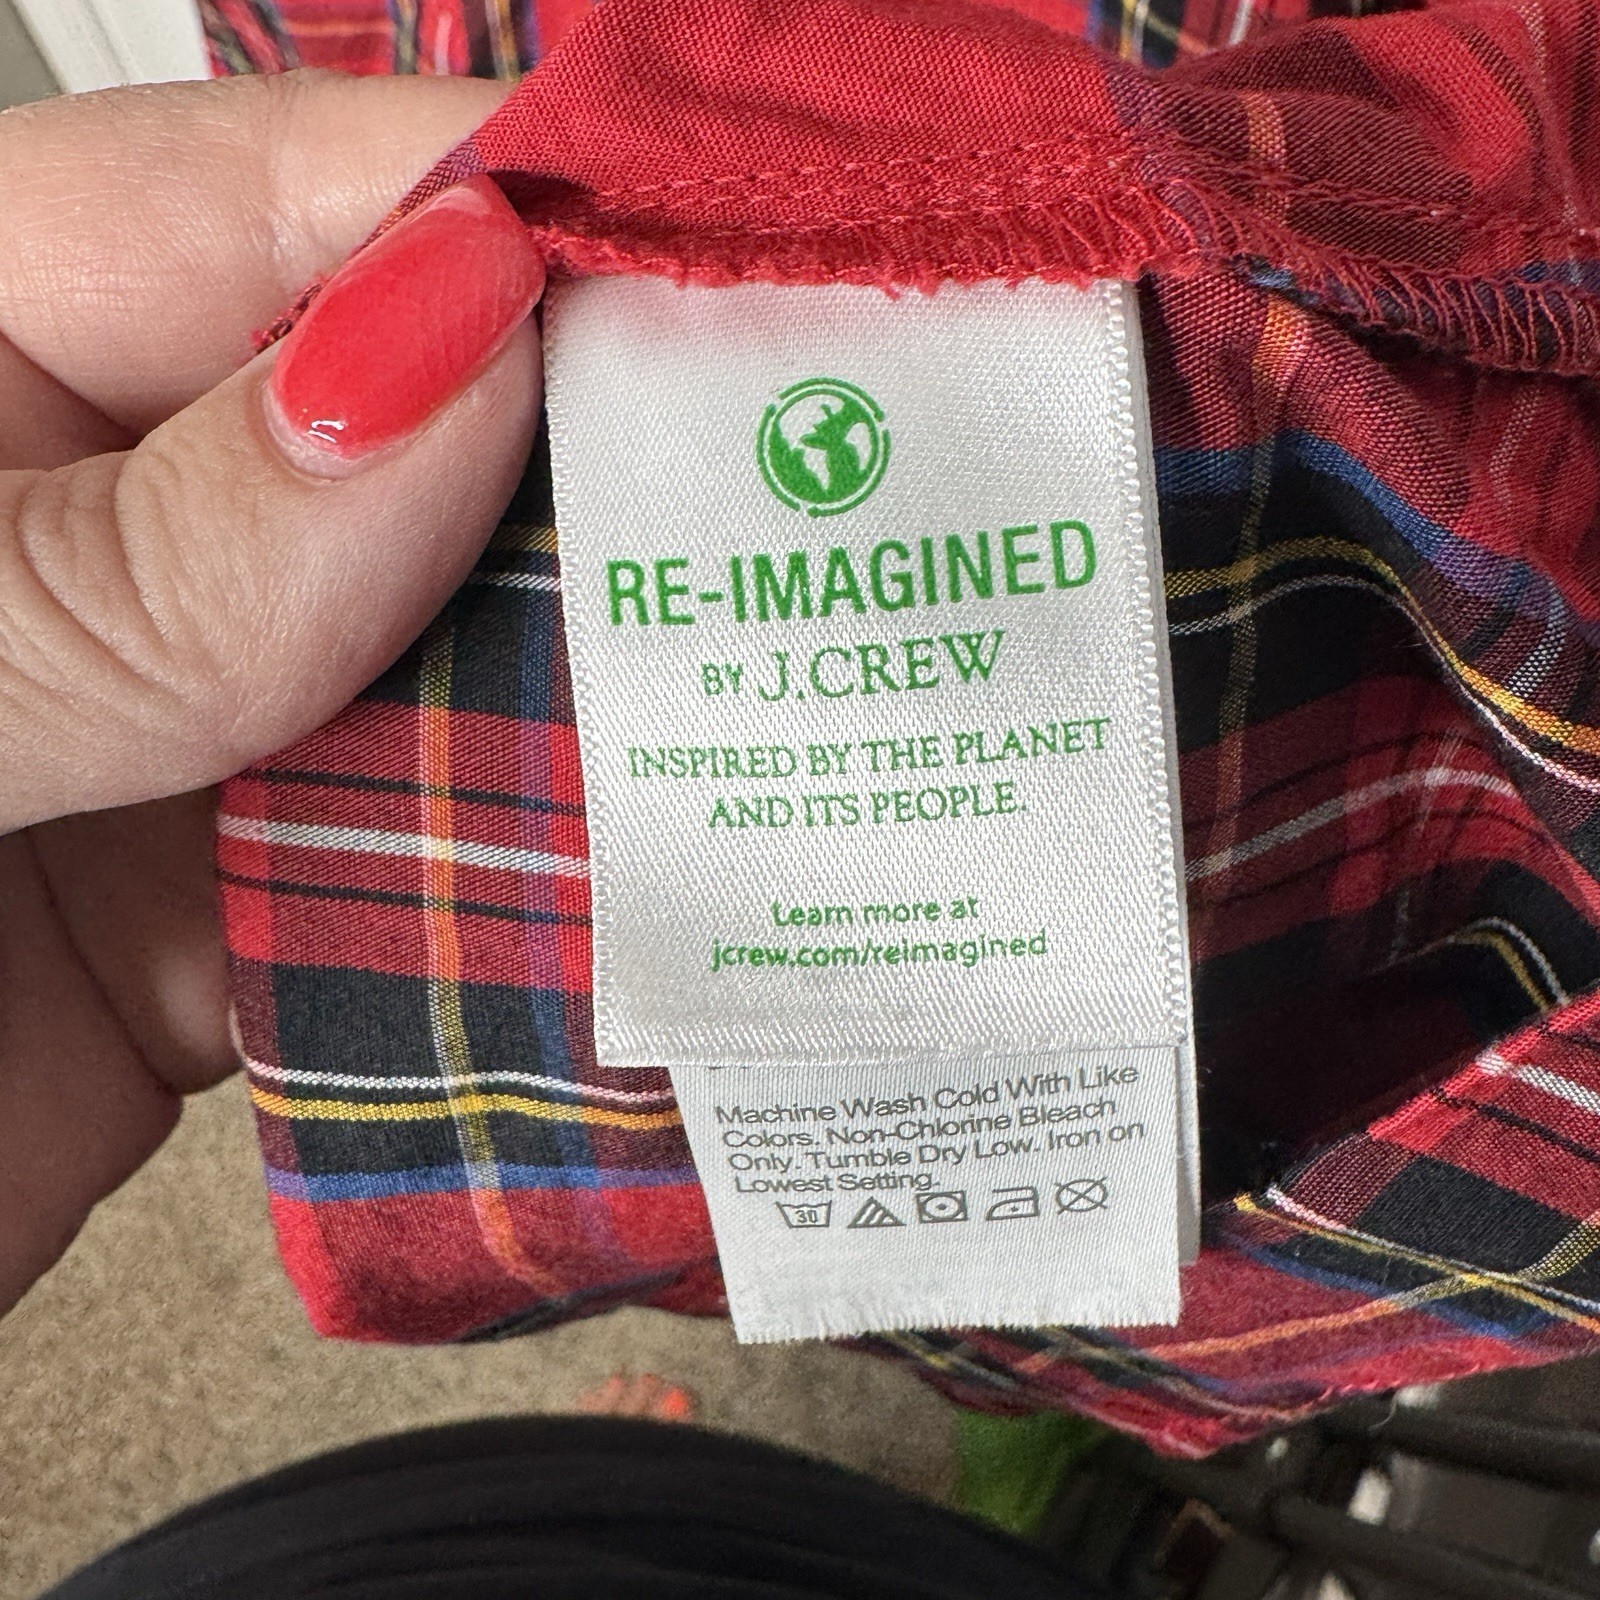 RE-IMAGINED
BY J.CREW
INSPIRED BY THE PLANET
AND ITS PEOPLE.
Learn more at
jcrew.com/reimagined
Machine Wash Cold With Like
Colors. Non-Chlorine Bleach
Only. Tumble Dry Low. Iron on
Lowest Setting.
30